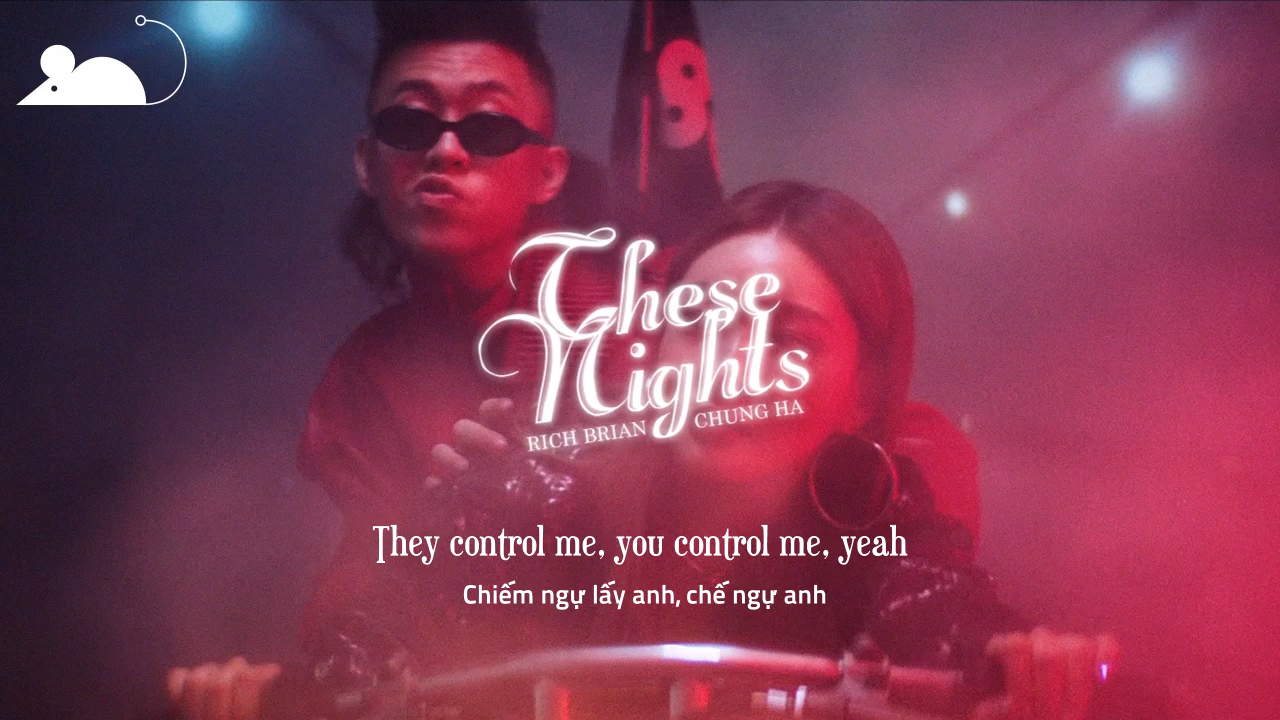 These
Nights
RICH BRIAN CHUNG HA
They control me, you control me, yeah
Chiếm ngự lấy anh, chế ngự anh